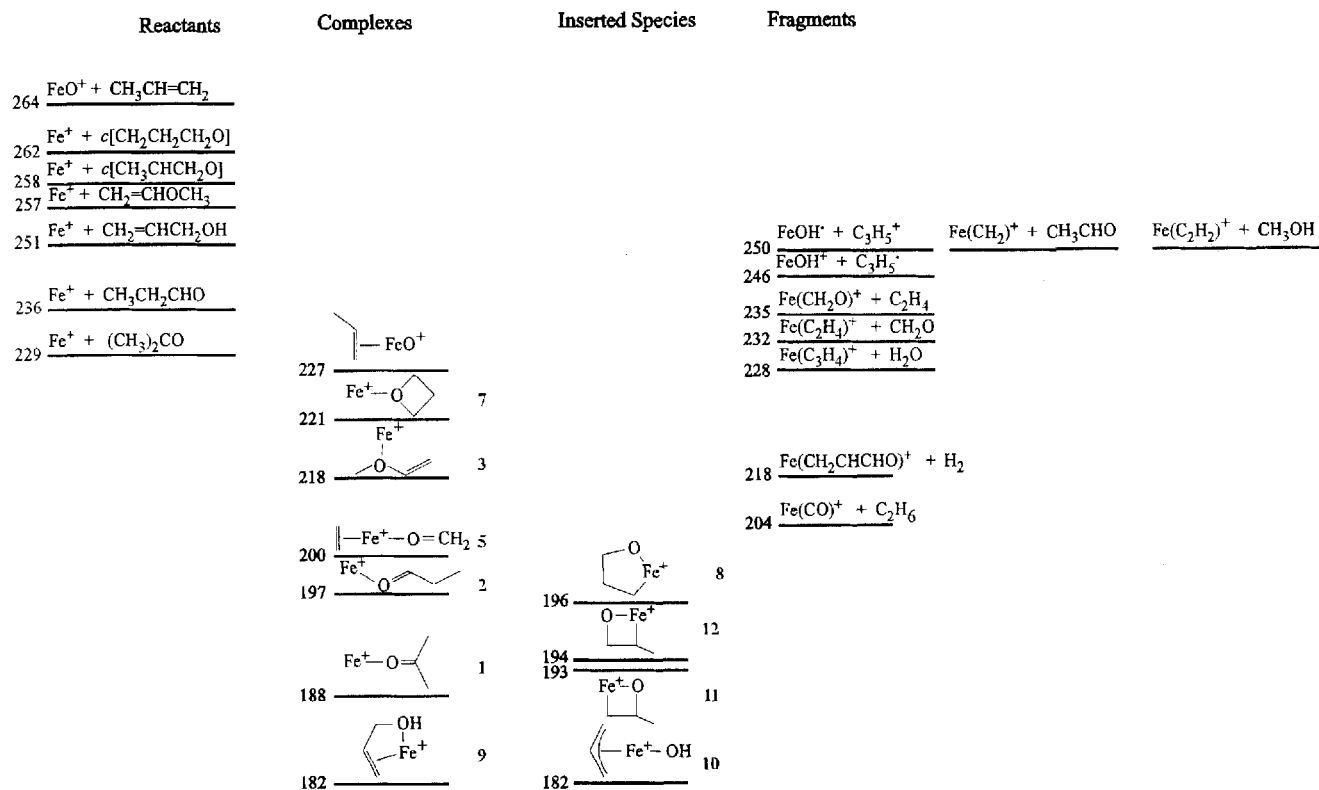 Reactants Complexes Inserted Species Fragments
FeO⁺ + CH₃CH=CH₂
264
Fe⁺ + c[CH₂CH₂CH₂O]
262
Fe⁺ + c[CH₃CHCH₂O]
258
Fe⁺ + CH₂=CHOCH₃
257
Fe⁺ + CH₂=CHCH₂OH
251
Fe⁺ + CH₃CH₂CHO
236
Fe⁺ + (CH₃)₂CO
229
FeO⁺
227
Fe⁺ O 7
221
Fe⁺
O 3
218
Fe⁺ O=CH₂ 5
200
Fe⁺
O 2
197
Fe⁺ O 1
188
OH
Fe⁺ 9
182
O
Fe⁺ 8
196
O Fe⁺ 12
194
193
Fe⁺ O 11
Fe⁺ OH 10
182
FeOH· + C₃H₅⁺ Fe(CH₂)⁺ + CH₃CHO Fe(C₂H₂)⁺ + CH₃OH
250
FeOH⁺ + C₃H₅·
246
Fe(CH₂O)⁺ + C₂H₄
235
Fe(C₂H₄)⁺ + CH₂O
232
Fe(C₃H₄)⁺ + H₂O
228
Fe(CH₂CHCHO)⁺ + H₂
218
Fe(CO)⁺ + C₂H₆
204